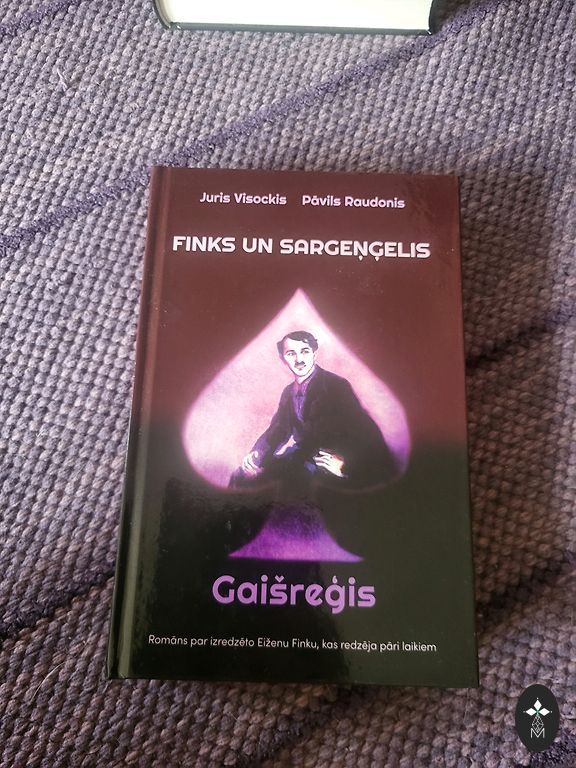 Juris Visockis Pāvils Raudonis
FINKS UN SARGEŅĢELIS
Gaišreģis
Romāns par izredzēto Eiženu Finku, kas redzēja pāri laikiem
M